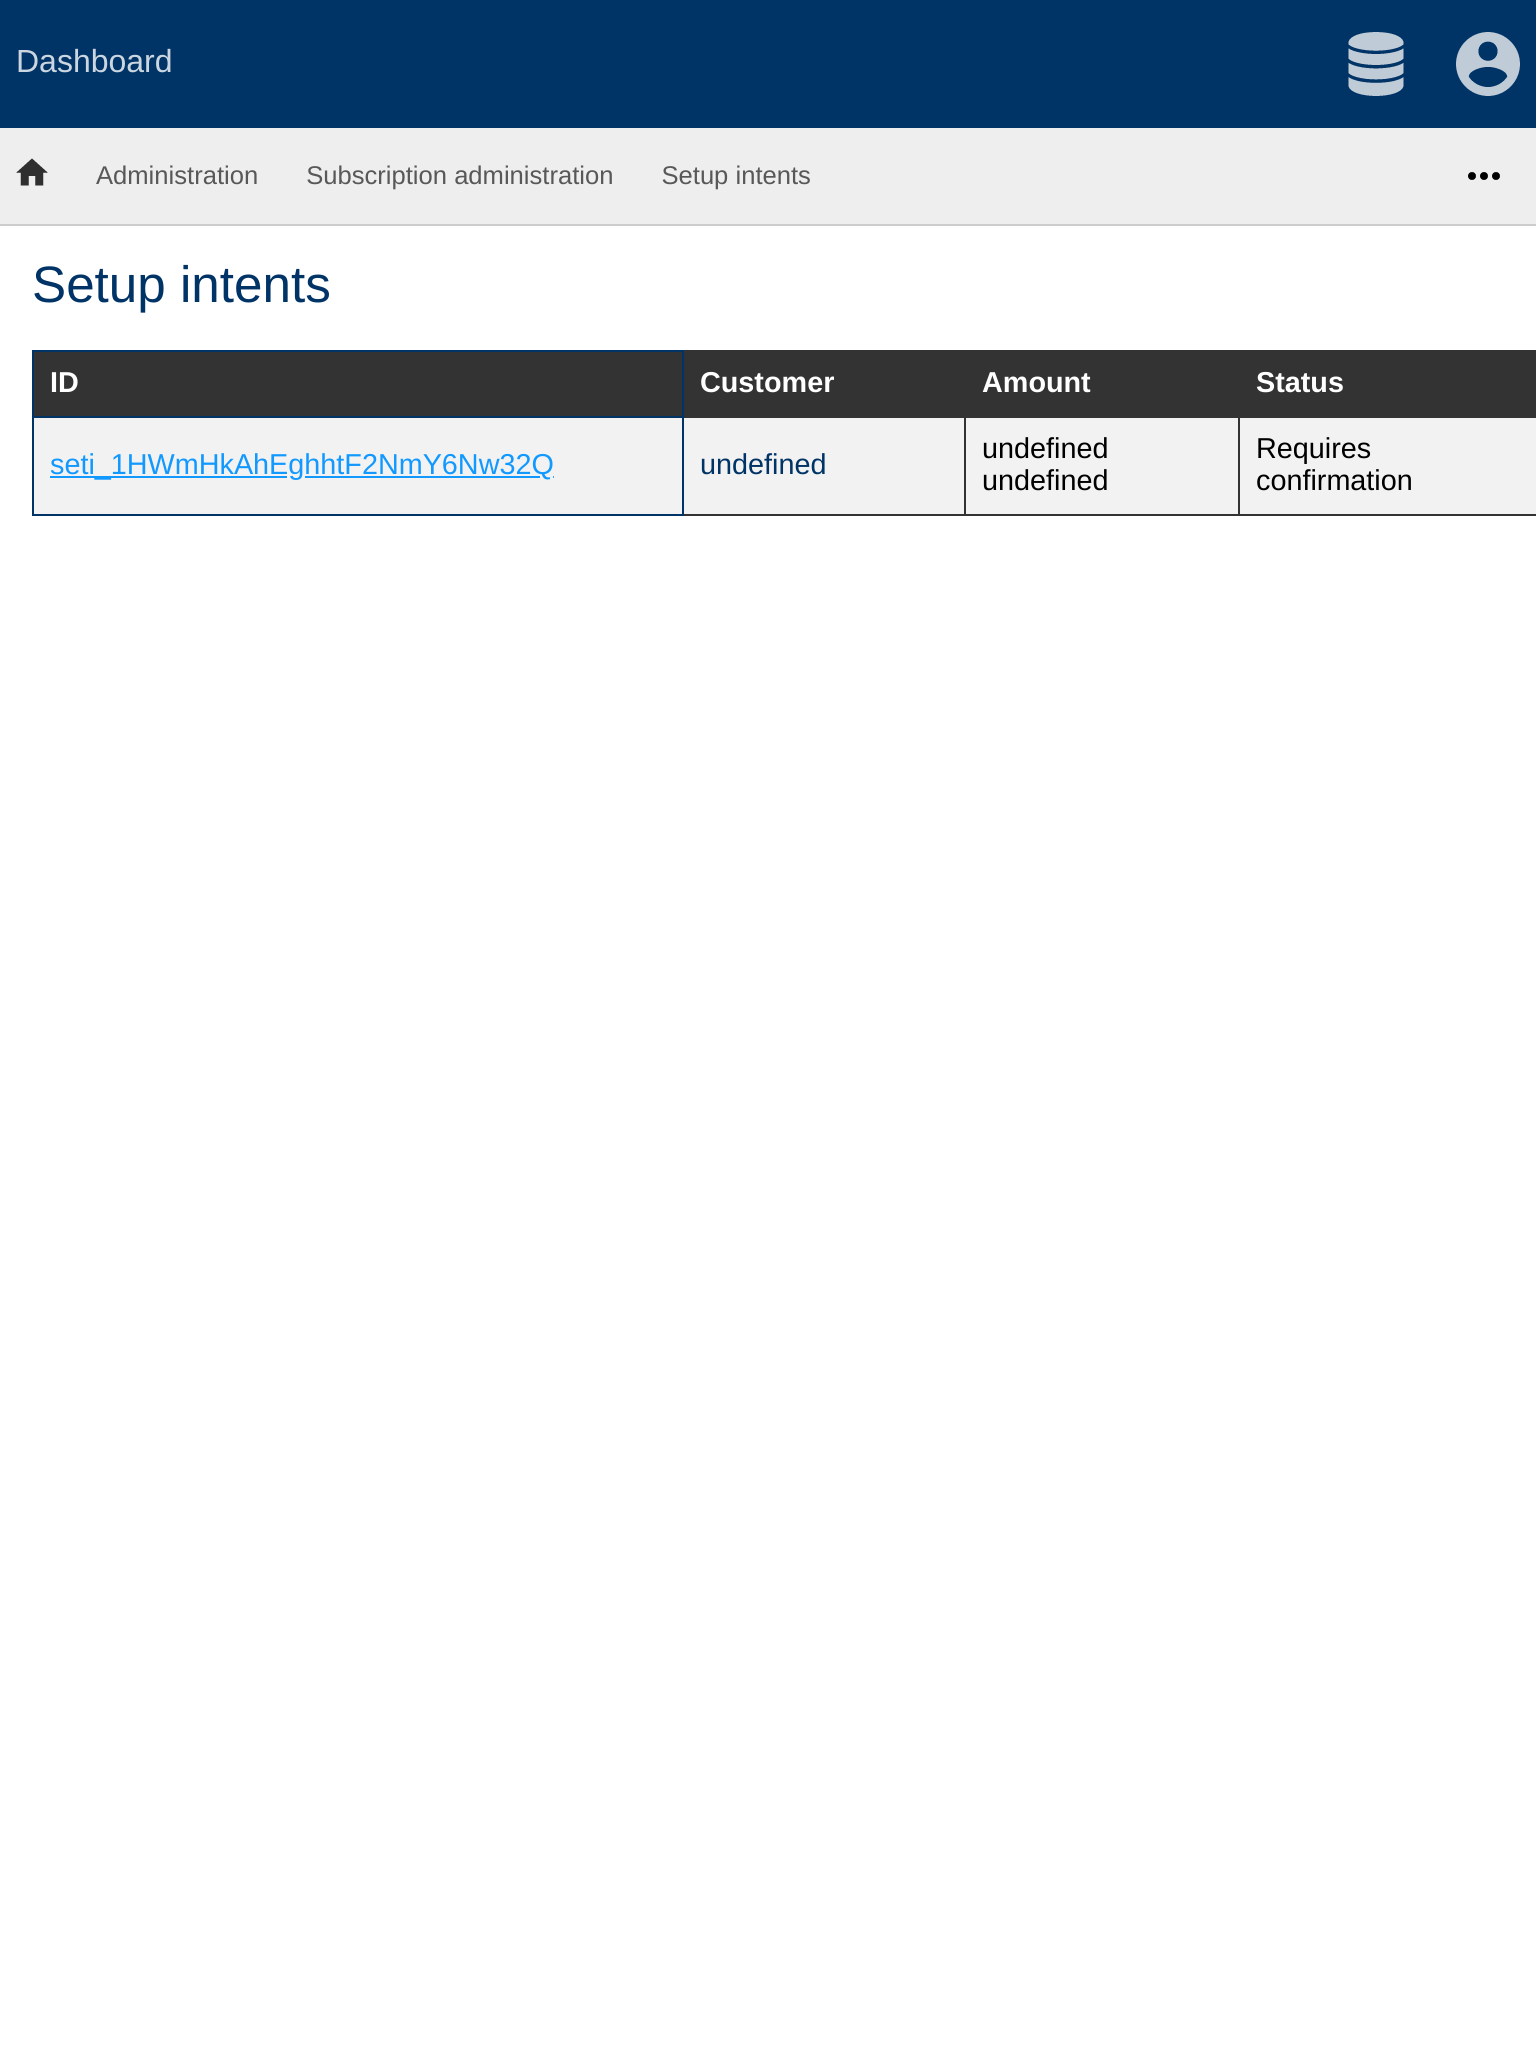 Dashboard
Administration Subscription administration Setup intents
Setup intents
ID Customer Amount Status
seti_1HWmHkAhEghhtF2NmY6Nw32Q undefined undefined Requires
undefined confirmation